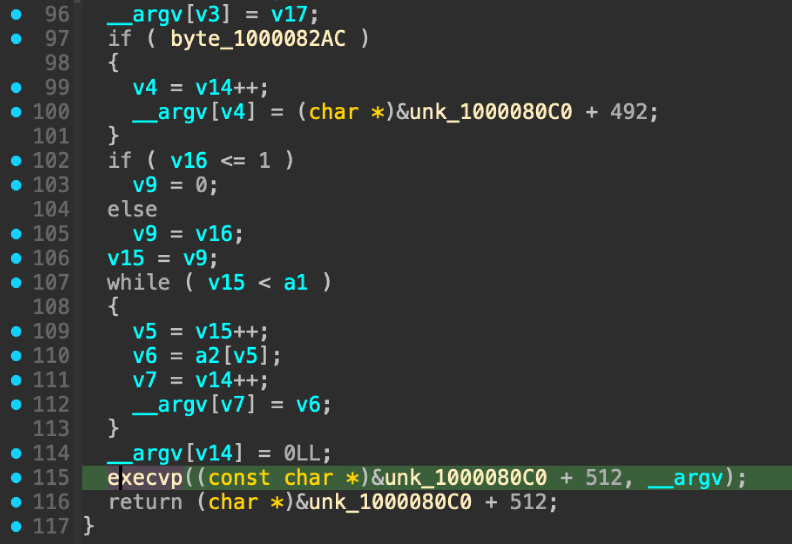 96 __argv[v3] = v17;
97 if ( byte_1000082AC )
98 {
99 v4 = v14++;
100 __argv[v4] = (char *)&unk_1000080C0 + 492;
101 }
102 if ( v16 <= 1 )
103 v9 = 0;
104 else
105 v9 = v16;
106 v15 = v9;
107 while ( v15 < a1 )
108 {
109 v5 = v15++;
110 v6 = a2[v5];
111 v7 = v14++;
112 __argv[v7] = v6;
113 }
114 __argv[v14] = 0LL;
115 execvp((const char *)&unk_1000080C0 + 512, __argv);
116 return (char *)&unk_1000080C0 + 512;
117 }